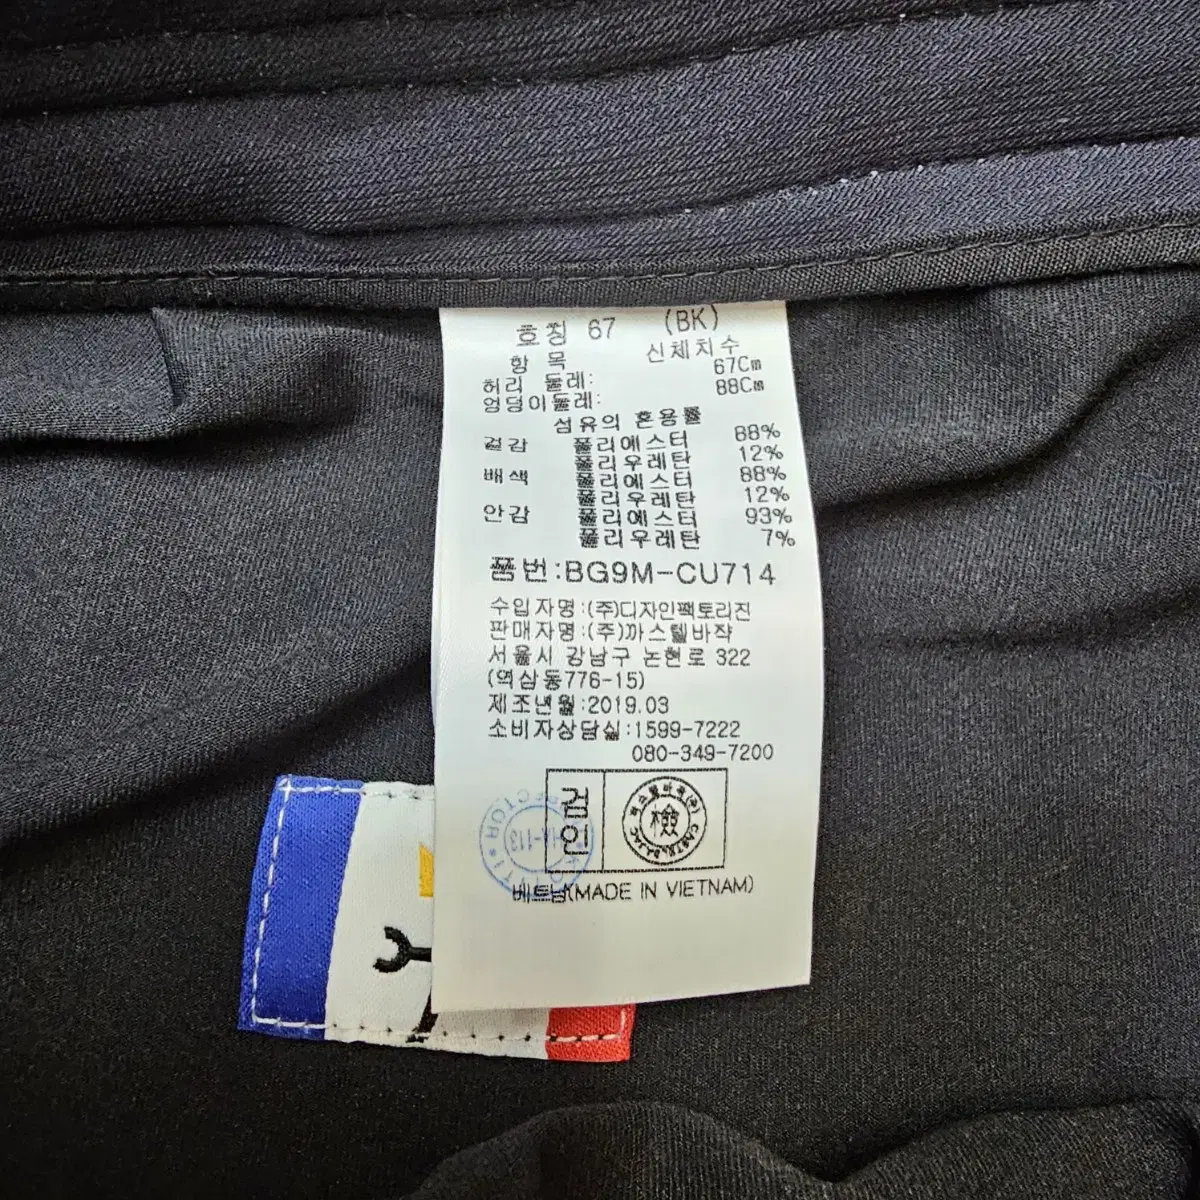 호칭 67 (BK)
항 목 신체치수
허리 둘레: 67Cm
엉덩이둘레: 88Cm
섬유의 혼용률
겉감 폴리에스터 88%
폴리우레탄 12%
배색 폴리에스터 88%
폴리우레탄 12%
안감 폴리에스터 93%
폴리우레탄 7%
품번:BG9M-CU714
수입자명:(주)디자인팩토리진
판매자명:(주)까스텔바작
서울시 강남구 논현로 322
(역삼동776-15)
제조년월:2019.03
소비자상담실:1599-7222
080-349-7200
검인
檢
베트남(MADE IN VIETNAM)